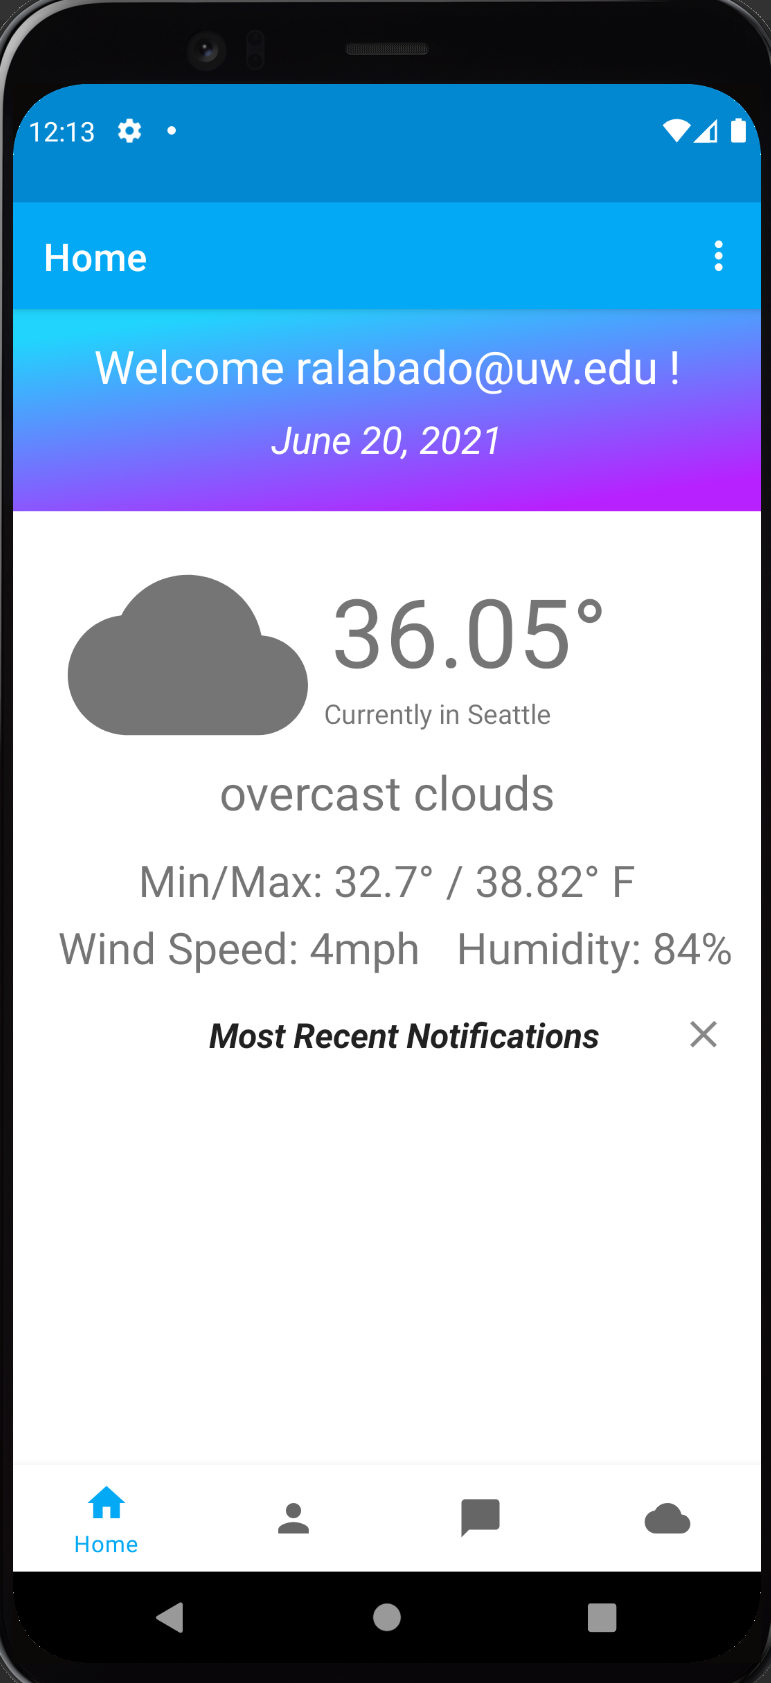 12:13
Home
Welcome ralabado@uw.edu !
June 20, 2021
36.05°
Currently in Seattle
overcast clouds
Min/Max: 32.7° / 38.82° F
Wind Speed: 4mph Humidity: 84%
Most Recent Notifications
Home